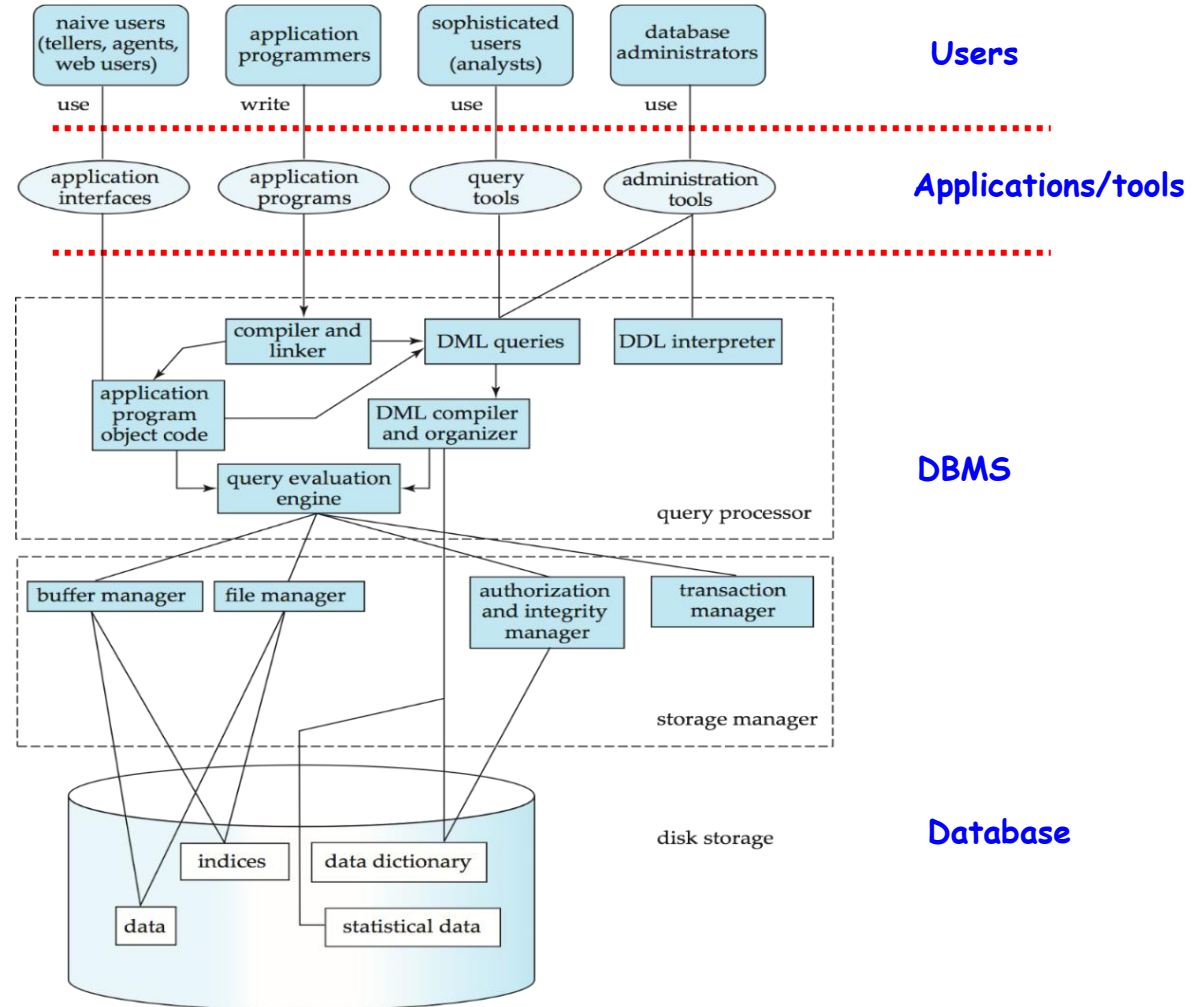 naive users
(tellers, agents,
web users)
application
programmers
sophisticated
users
(analysts)
database
administrators
Users
use
write
use
use
application
interfaces
application
programs
query
tools
administration
tools
Applications/tools
compiler and
linker
DML queries
DDL interpreter
application
program
object code
DML compiler
and organizer
query evaluation
engine
query processor
DBMS
buffer manager
file manager
authorization
and integrity
manager
transaction
manager
storage manager
disk storage
Database
indices
data dictionary
data
statistical data